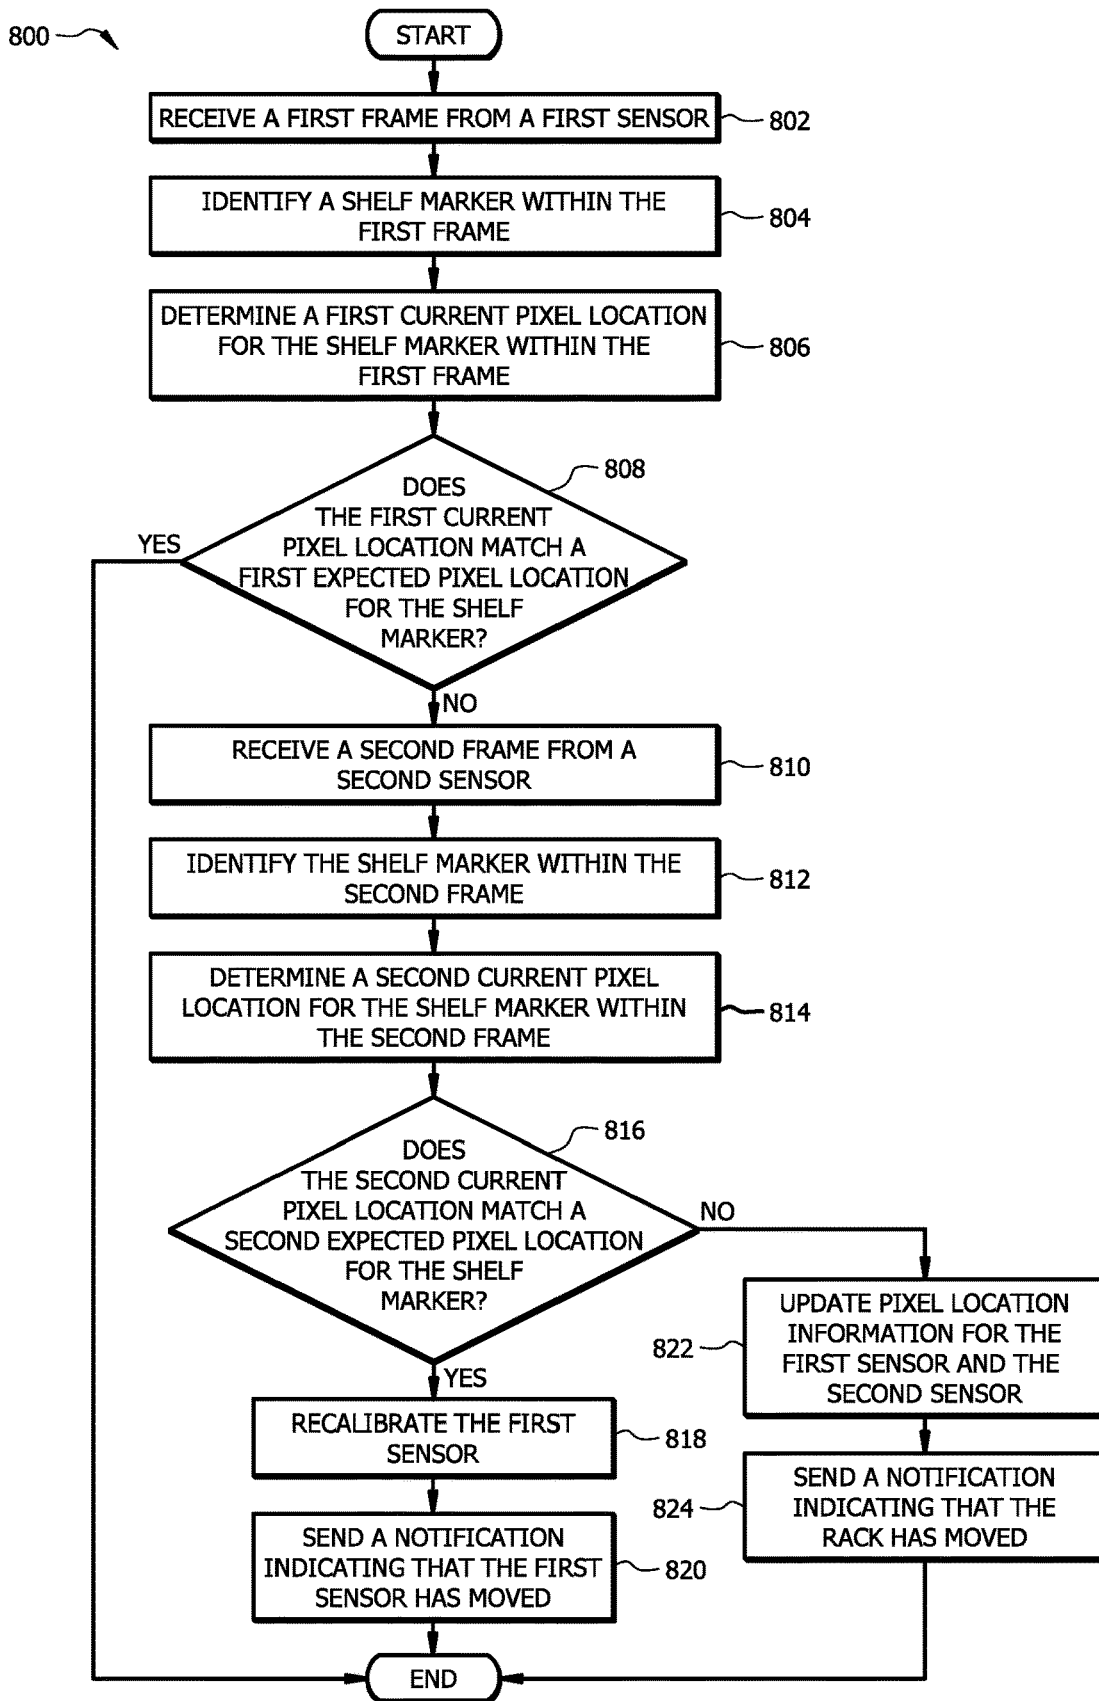 800
START
RECEIVE A FIRST FRAME FROM A FIRST SENSOR
802
IDENTIFY A SHELF MARKER WITHIN THE
FIRST FRAME
804
DETERMINE A FIRST CURRENT PIXEL LOCATION
FOR THE SHELF MARKER WITHIN THE
FIRST FRAME
806
808
DOES
THE FIRST CURRENT
PIXEL LOCATION MATCH A
FIRST EXPECTED PIXEL LOCATION
FOR THE SHELF
MARKER?
YES
NO
RECEIVE A SECOND FRAME FROM A
SECOND SENSOR
810
IDENTIFY THE SHELF MARKER WITHIN THE
SECOND FRAME
812
DETERMINE A SECOND CURRENT PIXEL
LOCATION FOR THE SHELF MARKER WITHIN
THE SECOND FRAME
814
816
DOES
THE SECOND CURRENT
PIXEL LOCATION MATCH A
SECOND EXPECTED PIXEL LOCATION
FOR THE SHELF
MARKER?
NO
YES
UPDATE PIXEL LOCATION
INFORMATION FOR THE
FIRST SENSOR AND THE
SECOND SENSOR
822
RECALIBRATE THE FIRST
SENSOR
818
SEND A NOTIFICATION
INDICATING THAT THE
RACK HAS MOVED
824
SEND A NOTIFICATION
INDICATING THAT THE FIRST
SENSOR HAS MOVED
820
END